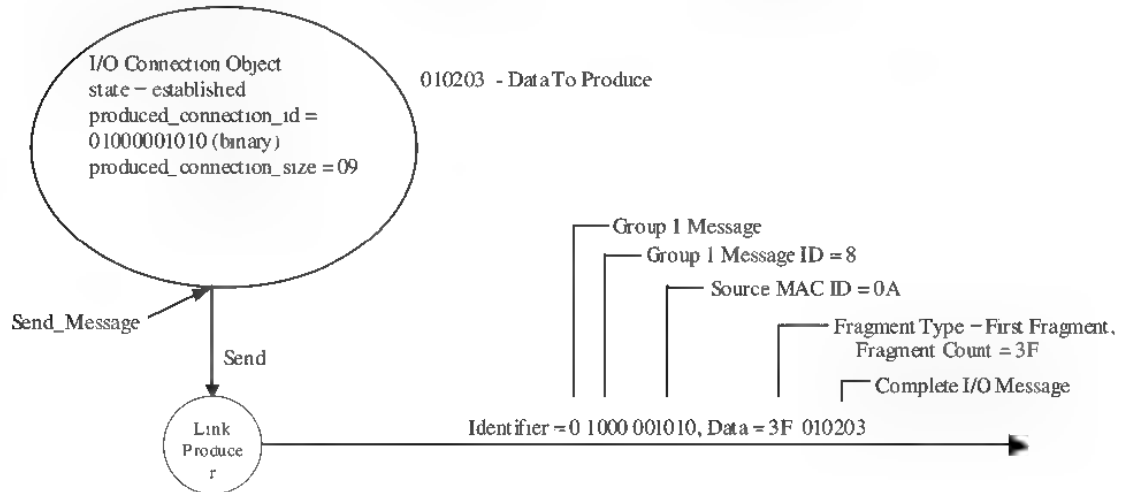 I/O Connection Object
state – established
produced_connection_id =
01000001010 (binary)
produced_connection_size = 09
010203 - DataTo Produce
Group 1 Message
Group 1 Message ID = 8
Source MAC ID = 0A
Send_Message
Fragment Type – First Fragment,
Fragment Count = 3F
Send
Complete I/O Message
Link
Produce
r
Identifier = 0 1000 001010, Data = 3F 010203